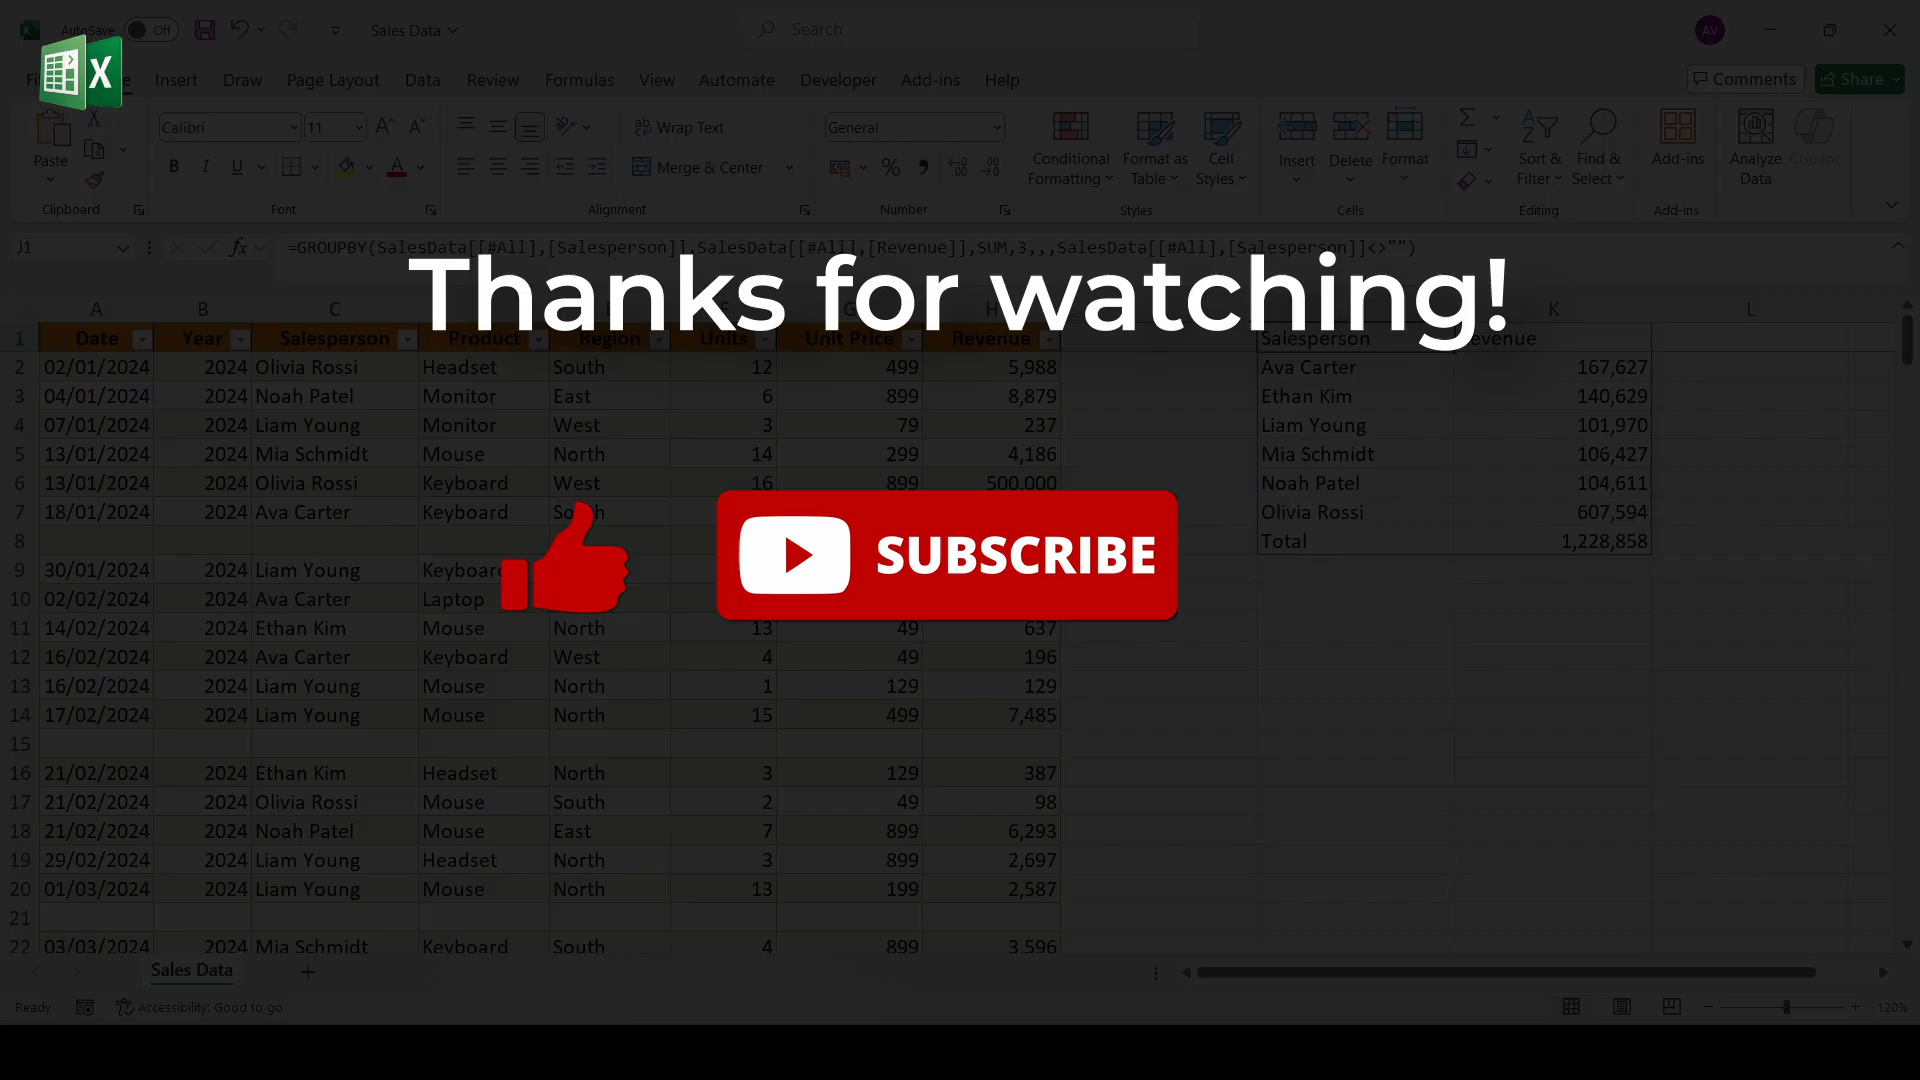 AutoSave Off Sales Data Search AV
Insert Draw Page Layout Data Review Formulas View Automate Developer Add-ins Help Comments Share
Paste Calibri 11 Wrap Text General Conditional Formatting Format as Table Cell Styles Insert Delete Format Sort & Filter Find & Select Add-ins Analyze Data Copilot
B I U Merge & Center
Clipboard Font Alignment Number Styles Cells Editing Add-ins
J1 fx =GROUPBY(SalesData[[#All],[Salesperson]],SalesData[[#All],[Revenue]],SUM,3,,,SalesData[[#All],[Salesperson]]<>"")
Thanks for watching!
A B C H K L
1 Date Year Salesperson Product Region Units Unit Price Revenue Salesperson evenue
2 02/01/2024 2024 Olivia Rossi Headset South 12 499 5,988 Ava Carter 167,627
3 04/01/2024 2024 Noah Patel Monitor East 6 899 8,879 Ethan Kim 140,629
4 07/01/2024 2024 Liam Young Monitor West 3 79 237 Liam Young 101,970
5 13/01/2024 2024 Mia Schmidt Mouse North 14 299 4,186 Mia Schmidt 106,427
6 13/01/2024 2024 Olivia Rossi Keyboard West 16 899 500,000 Noah Patel 104,611
7 18/01/2024 2024 Ava Carter Keyboard South Olivia Rossi 607,594
8 Total 1,228,858
SUBSCRIBE
9 30/01/2024 2024 Liam Young Keyboard
10 02/02/2024 2024 Ava Carter Laptop
11 14/02/2024 2024 Ethan Kim Mouse North 13 49 637
12 16/02/2024 2024 Ava Carter Keyboard West 4 49 196
13 16/02/2024 2024 Liam Young Mouse North 1 129 129
14 17/02/2024 2024 Liam Young Mouse North 15 499 7,485
15
16 21/02/2024 2024 Ethan Kim Headset North 3 129 387
17 21/02/2024 2024 Olivia Rossi Mouse South 2 49 98
18 21/02/2024 2024 Noah Patel Mouse East 7 899 6,293
19 29/02/2024 2024 Liam Young Headset North 3 899 2,697
20 01/03/2024 2024 Liam Young Mouse North 13 199 2,587
21
22 03/03/2024 2024 Mia Schmidt Keyboard South 4 899 3,596
Sales Data
Ready Accessibility: Good to go 120%